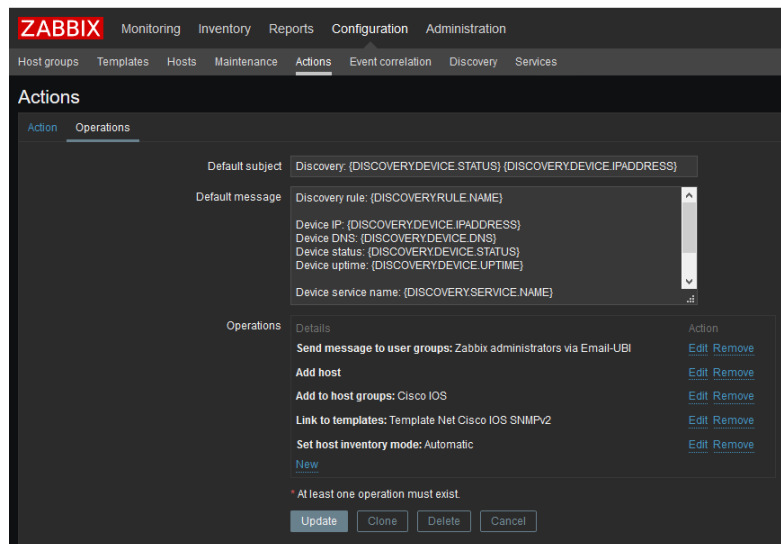 ZABBIX Monitoring Inventory Reports Configuration Administration
Host groups Templates Hosts Maintenance Actions Event correlation Discovery Services
Actions
Action Operations
Default subject Discovery: {DISCOVERY.DEVICE.STATUS} {DISCOVERY.DEVICE.IPADDRESS}
Default message Discovery rule: {DISCOVERY.RULE.NAME}
Device IP: {DISCOVERY.DEVICE.IPADDRESS}
Device DNS: {DISCOVERY.DEVICE.DNS}
Device status: {DISCOVERY.DEVICE.STATUS}
Device uptime: {DISCOVERY.DEVICE.UPTIME}
Device service name: {DISCOVERY.SERVICE.NAME}
Operations Details Action
Send message to user groups: Zabbix administrators via Email-UBI Edit Remove
Add host Edit Remove
Add to host groups: Cisco IOS Edit Remove
Link to templates: Template Net Cisco IOS SNMPv2 Edit Remove
Set host inventory mode: Automatic Edit Remove
New
* At least one operation must exist.
Update Clone Delete Cancel